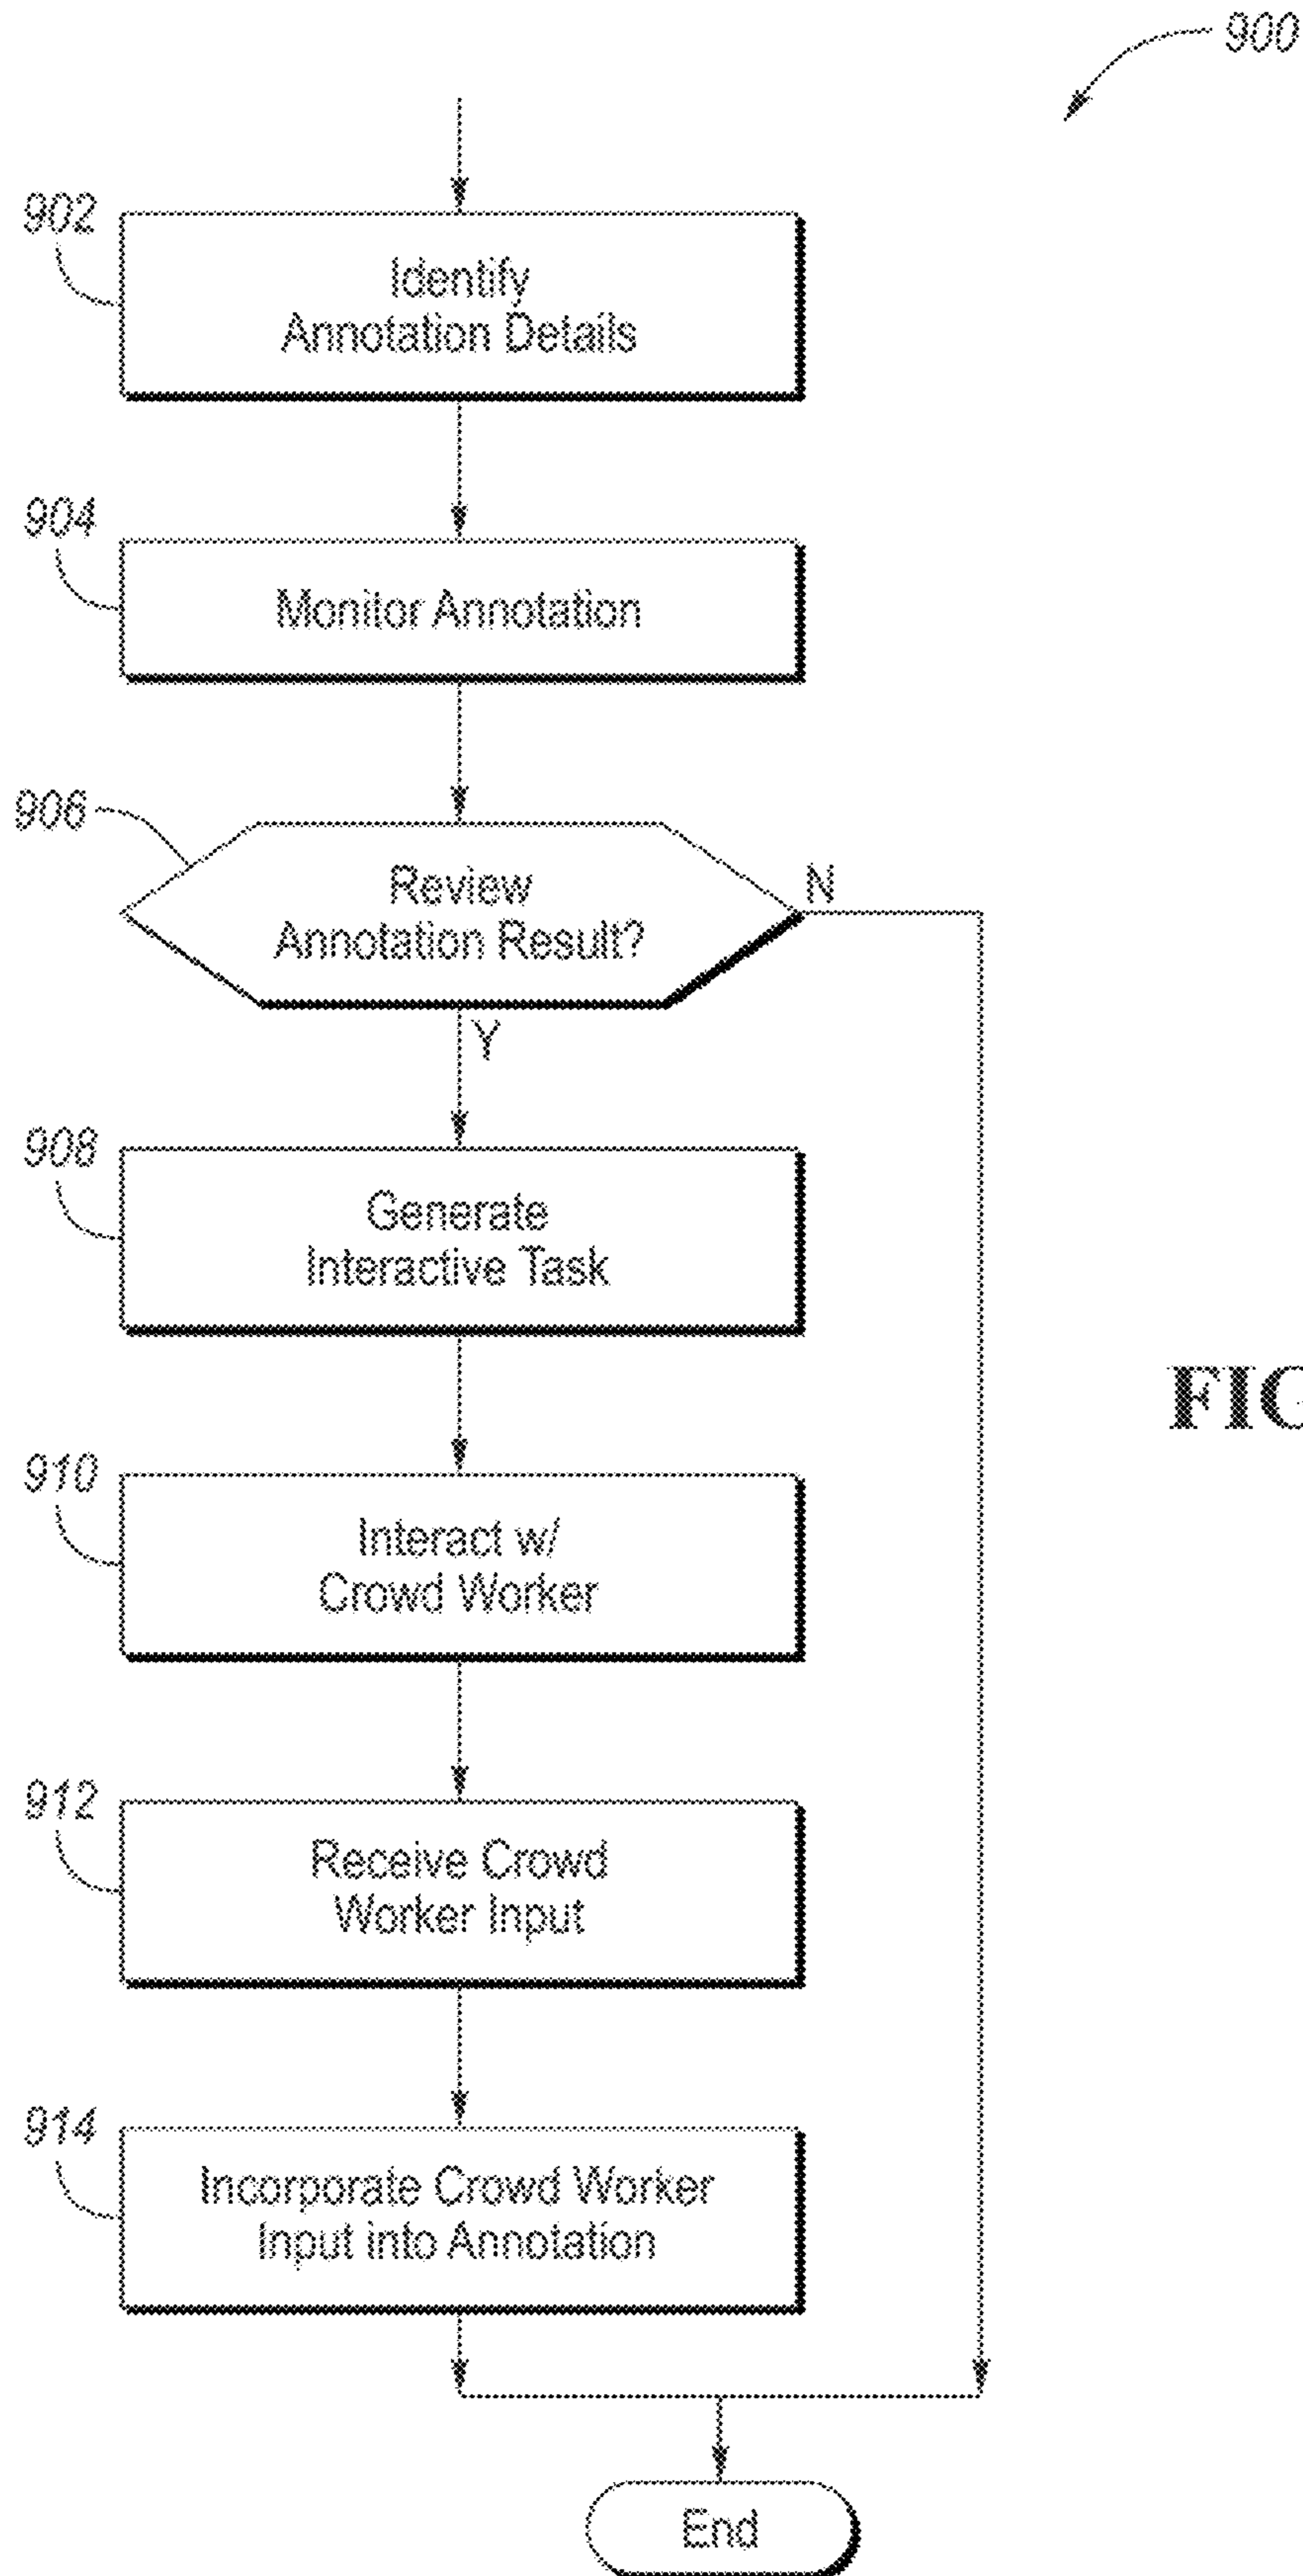 900
902
Identify
Annotation Details
904
Monitor Annotation
906
Review
Annotation Result?
N
Y
908
Generate
Interactive Task
FIG
910
Interact w/
Crowd Worker
912
Receive Crowd
Worker Input
914
Incorporate Crowd Worker
Input into Annotation
End